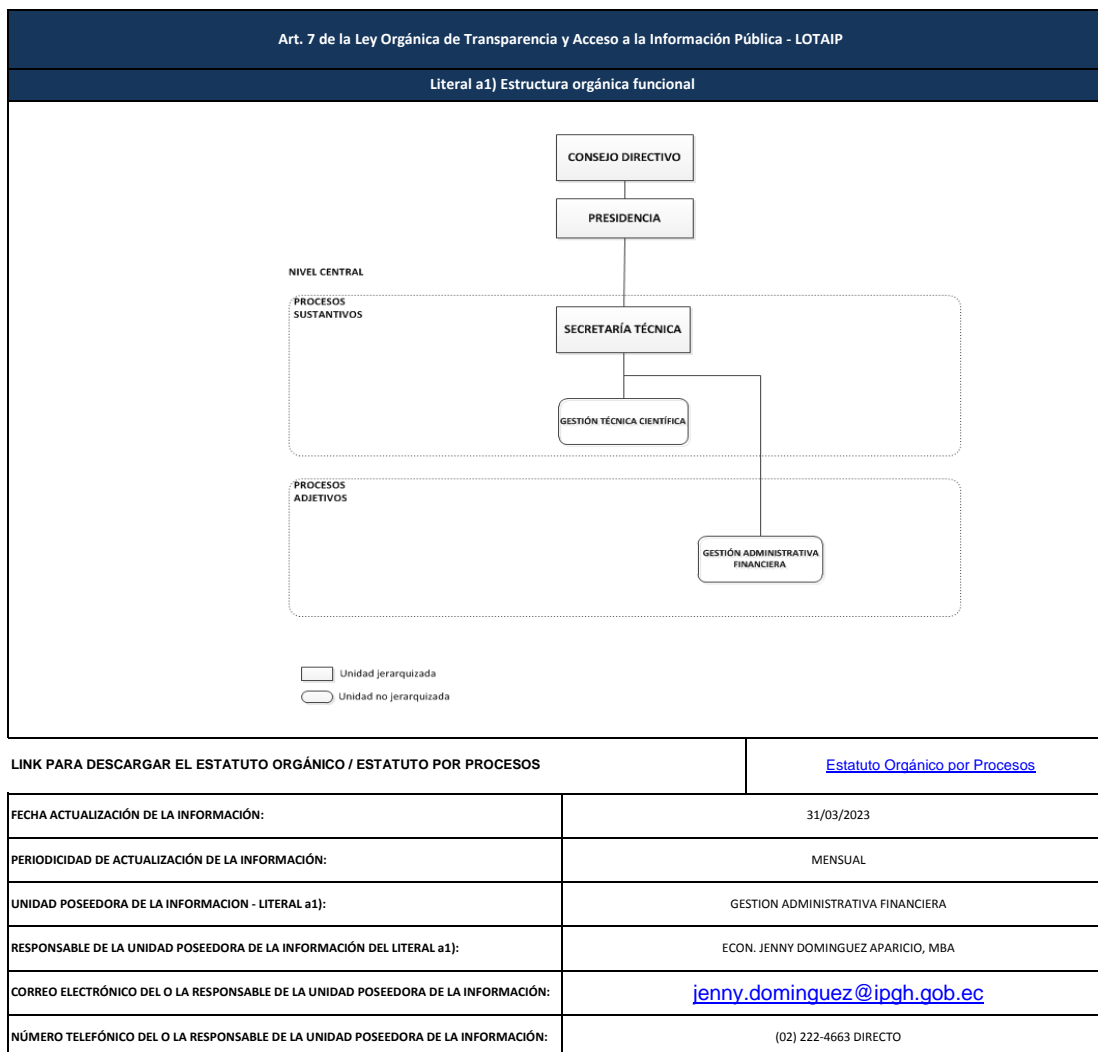 Art. 7 de la Ley Orgánica de Transparencia y Acceso a la Información Pública - LOTAIP
Literal a1) Estructura orgánica funcional
CONSEJO DIRECTIVO
PRESIDENCIA
NIVEL CENTRAL
PROCESOS
SUSTANTIVOS
SECRETARÍA TÉCNICA
GESTIÓN TÉCNICA CIENTÍFICA
PROCESOS
ADJETIVOS
GESTIÓN ADMINISTRATIVA
FINANCIERA
Unidad jerarquizada
Unidad no jerarquizada
LINK PARA DESCARGAR EL ESTATUTO ORGÁNICO / ESTATUTO POR PROCESOS
Estatuto Orgánico por Procesos
FECHA ACTUALIZACIÓN DE LA INFORMACIÓN:
31/03/2023
PERIODICIDAD DE ACTUALIZACIÓN DE LA INFORMACIÓN:
MENSUAL
UNIDAD POSEEDORA DE LA INFORMACION - LITERAL a1):
GESTION ADMINISTRATIVA FINANCIERA
RESPONSABLE DE LA UNIDAD POSEEDORA DE LA INFORMACIÓN DEL LITERAL a1):
ECON. JENNY DOMINGUEZ APARICIO, MBA
CORREO ELECTRÓNICO DEL O LA RESPONSABLE DE LA UNIDAD POSEEDORA DE LA INFORMACIÓN:
jenny.dominguez@ipgh.gob.ec
NÚMERO TELEFÓNICO DEL O LA RESPONSABLE DE LA UNIDAD POSEEDORA DE LA INFORMACIÓN:
(02) 222-4663 DIRECTO